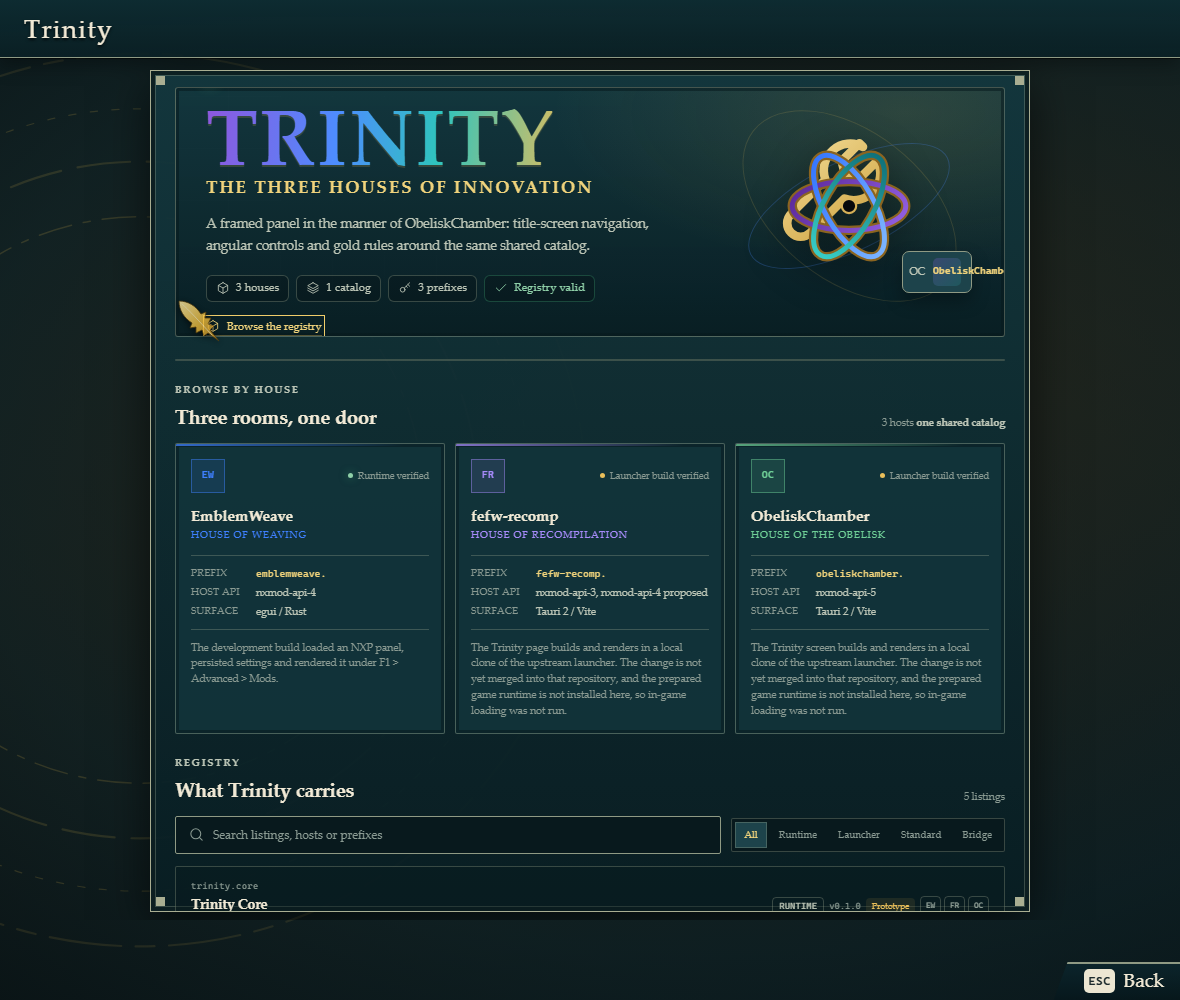 Trinity
TRINITY
THE THREE HOUSES OF INNOVATION
A framed panel in the manner of ObeliskChamber: title-screen navigation,
angular controls and gold rules around the same shared catalog.
3 houses
1 catalog
3 prefixes
Registry valid
OC
ObeliskChamb
Browse the registry
BROWSE BY HOUSE
Three rooms, one door
3 hosts one shared catalog
EW
Runtime verified
EmblemWeave
HOUSE OF WEAVING
PREFIX emblemweave.
HOST API nxmod-api-4
SURFACE egui / Rust
The development build loaded an NXP panel,
persisted settings and rendered it under F1 >
Advanced > Mods.
FR
Launcher build verified
fefw-recomp
HOUSE OF RECOMPILATION
PREFIX fefw-recomp.
HOST API nxmod-api-3, nxmod-api-4 proposed
SURFACE Tauri 2 / Vite
The Trinity page builds and renders in a local
clone of the upstream launcher. The change is not
yet merged into that repository, and the prepared
game runtime is not installed here, so in-game
loading was not run.
OC
Launcher build verified
ObeliskChamber
HOUSE OF THE OBELISK
PREFIX obeliskchamber.
HOST API nxmod-api-5
SURFACE Tauri 2 / Vite
The Trinity screen builds and renders in a local
clone of the upstream launcher. The change is not
yet merged into that repository, and the prepared
game runtime is not installed here, so in-game
loading was not run.
REGISTRY
What Trinity carries
5 listings
Search listings, hosts or prefixes
All
Runtime
Launcher
Standard
Bridge
trinity.core
Trinity Core
RUNTIME v0.1.0 Prototype EW FR OC
ESC Back